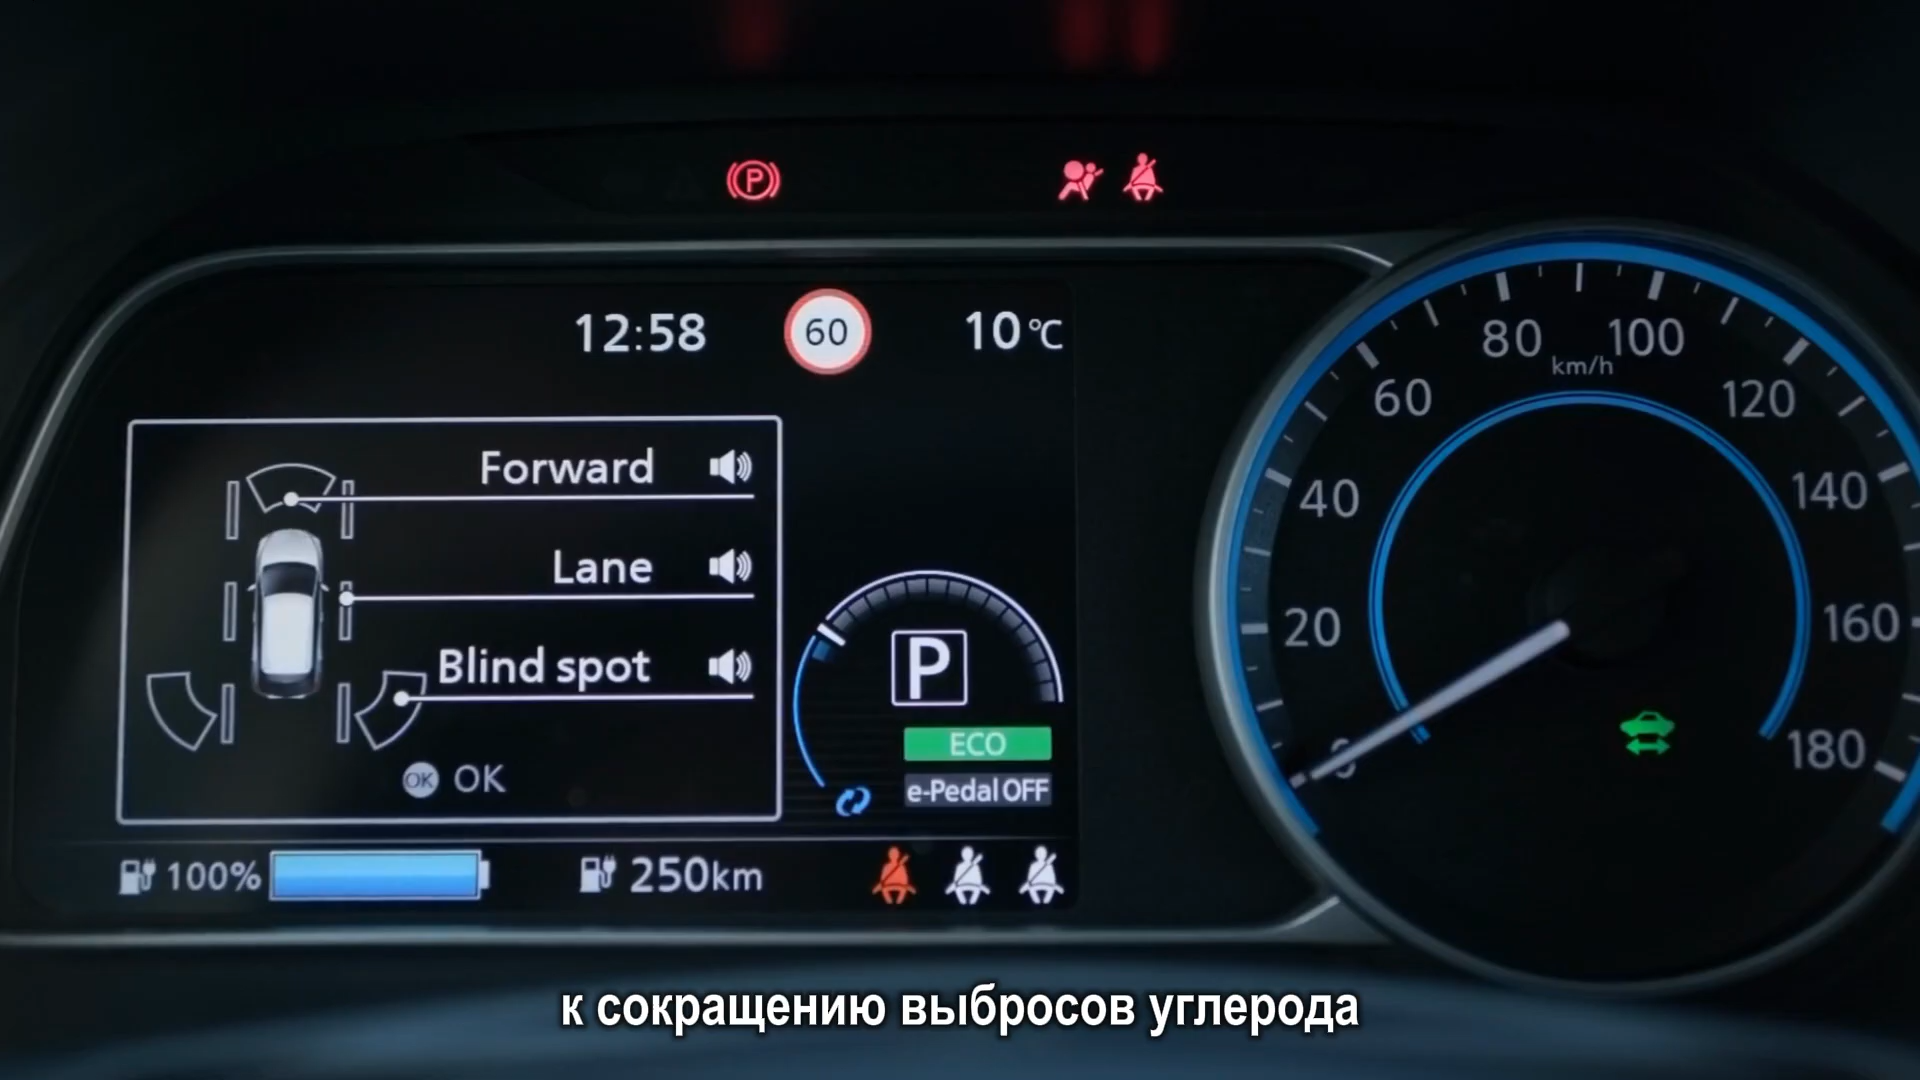 12:58 60 10 °C
Forward
Lane
Blind spot
OK OK
P
ECO
e-Pedal OFF
100% 250km
80 100
km/h
60 120
40 140
20 160
0 180
к сокращению выбросов углерода